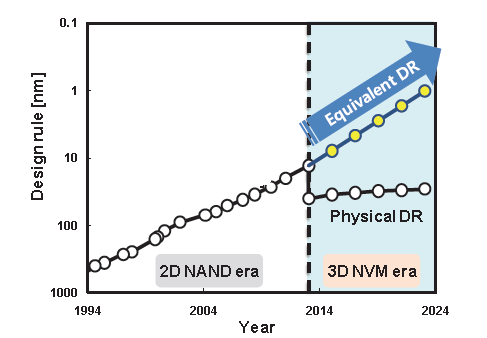 0.1
1
10
100
1000
Design rule [nm]
Equivalent DR
Physical DR
2D NAND era
3D NVM era
1994
2004
2014
2024
Year